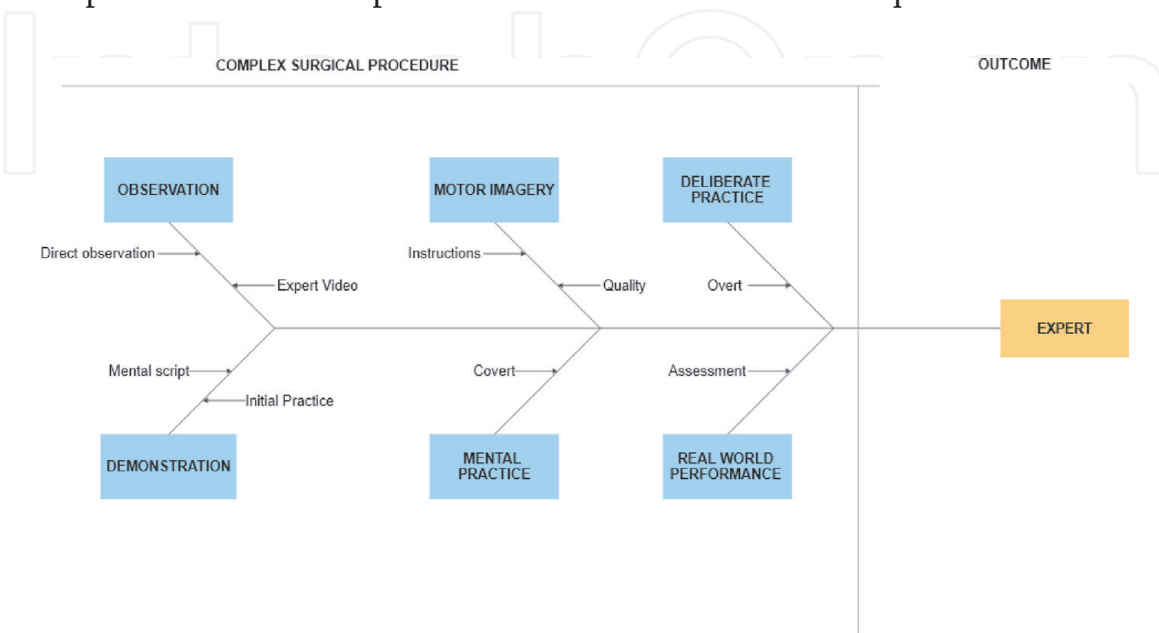 COMPLEX SURGICAL PROCEDURE
OUTCOME
OBSERVATION
MOTOR IMAGERY
DELIBERATE
PRACTICE
Direct observation
Instructions
Expert Video
Quality
Overt
EXPERT
Mental script
Covert
Assessment
Initial Practice
DEMONSTRATION
MENTAL
PRACTICE
REAL WORLD
PERFORMANCE